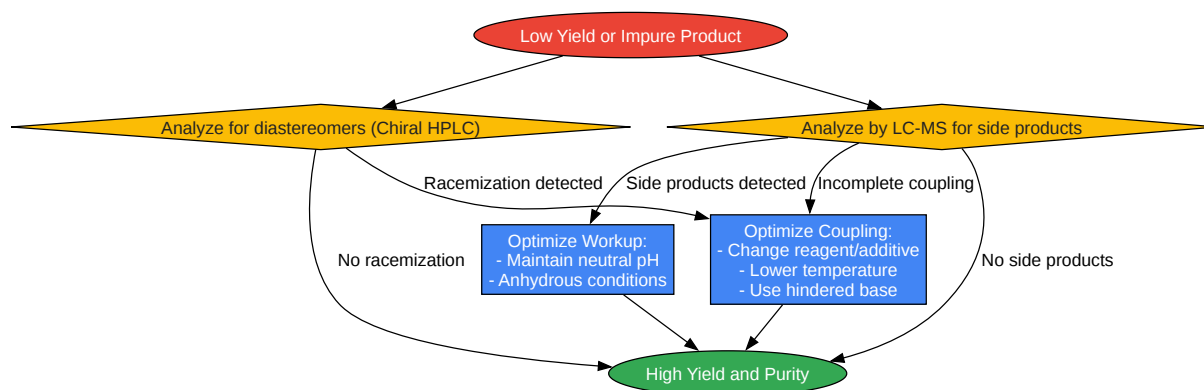 Low Yield or Impure Product
Analyze for diastereomers (Chiral HPLC)
Analyze by LC-MS for side products
Racemization detected
Side products detected
Incomplete coupling
Optimize Workup:
- Maintain neutral pH
- Anhydrous conditions
Optimize Coupling:
- Change reagent/additive
- Lower temperature
- Use hindered base
No racemization
No side products
High Yield and Purity